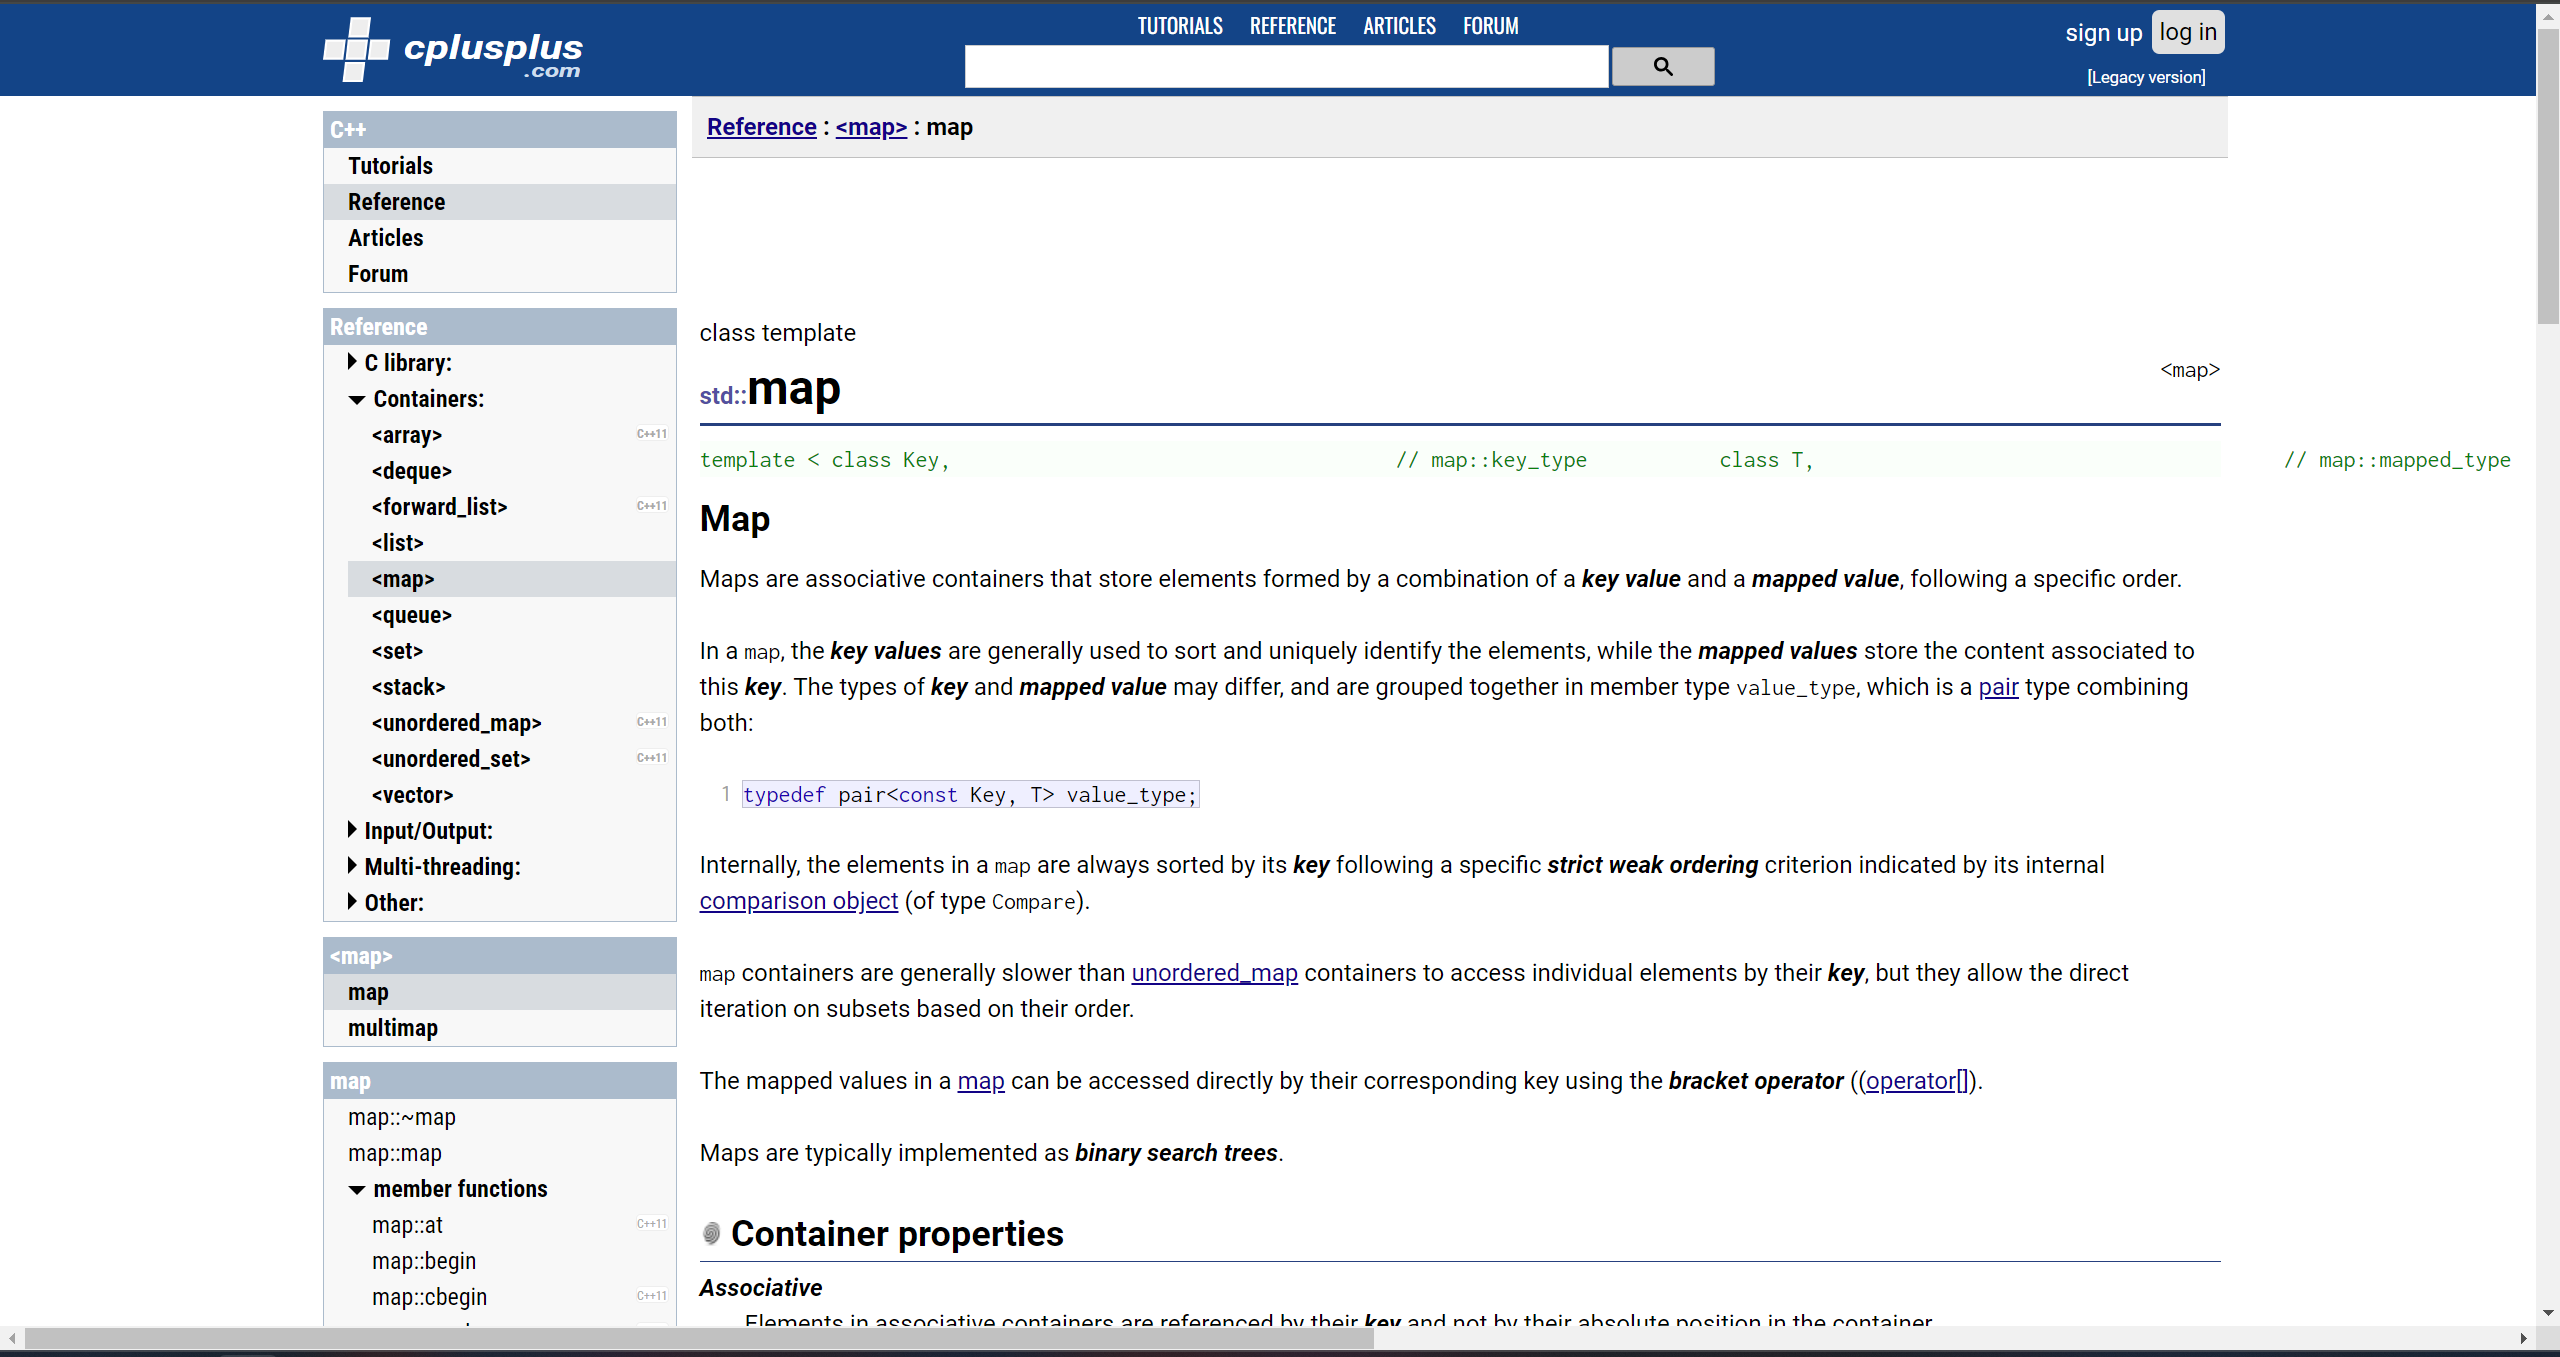 cplusplus
.com
TUTORIALS REFERENCE ARTICLES FORUM
sign up log in
[Legacy version]
C++
Tutorials
Reference
Articles
Forum
Reference
C library:
Containers:
<array> C++11
<deque>
<forward_list> C++11
<list>
<map>
<queue>
<set>
<stack>
<unordered_map> C++11
<unordered_set> C++11
<vector>
Input/Output:
Multi-threading:
Other:
<map>
map
multimap
map
map::~map
map::map
member functions
map::at C++11
map::begin
map::cbegin C++11
Reference : <map> : map
class template
<map>
std::map
template < class Key, // map::key_type class T, // map::mapped_type
Map
Maps are associative containers that store elements formed by a combination of a key value and a mapped value, following a specific order.
In a map, the key values are generally used to sort and uniquely identify the elements, while the mapped values store the content associated to
this key. The types of key and mapped value may differ, and are grouped together in member type value_type, which is a pair type combining
both:
1 typedef pair<const Key, T> value_type;
Internally, the elements in a map are always sorted by its key following a specific strict weak ordering criterion indicated by its internal
comparison object (of type Compare).
map containers are generally slower than unordered_map containers to access individual elements by their key, but they allow the direct
iteration on subsets based on their order.
The mapped values in a map can be accessed directly by their corresponding key using the bracket operator ((operator[]).
Maps are typically implemented as binary search trees.
Container properties
Associative
Elements in associative containers are referenced by their key and not by their absolute position in the container.